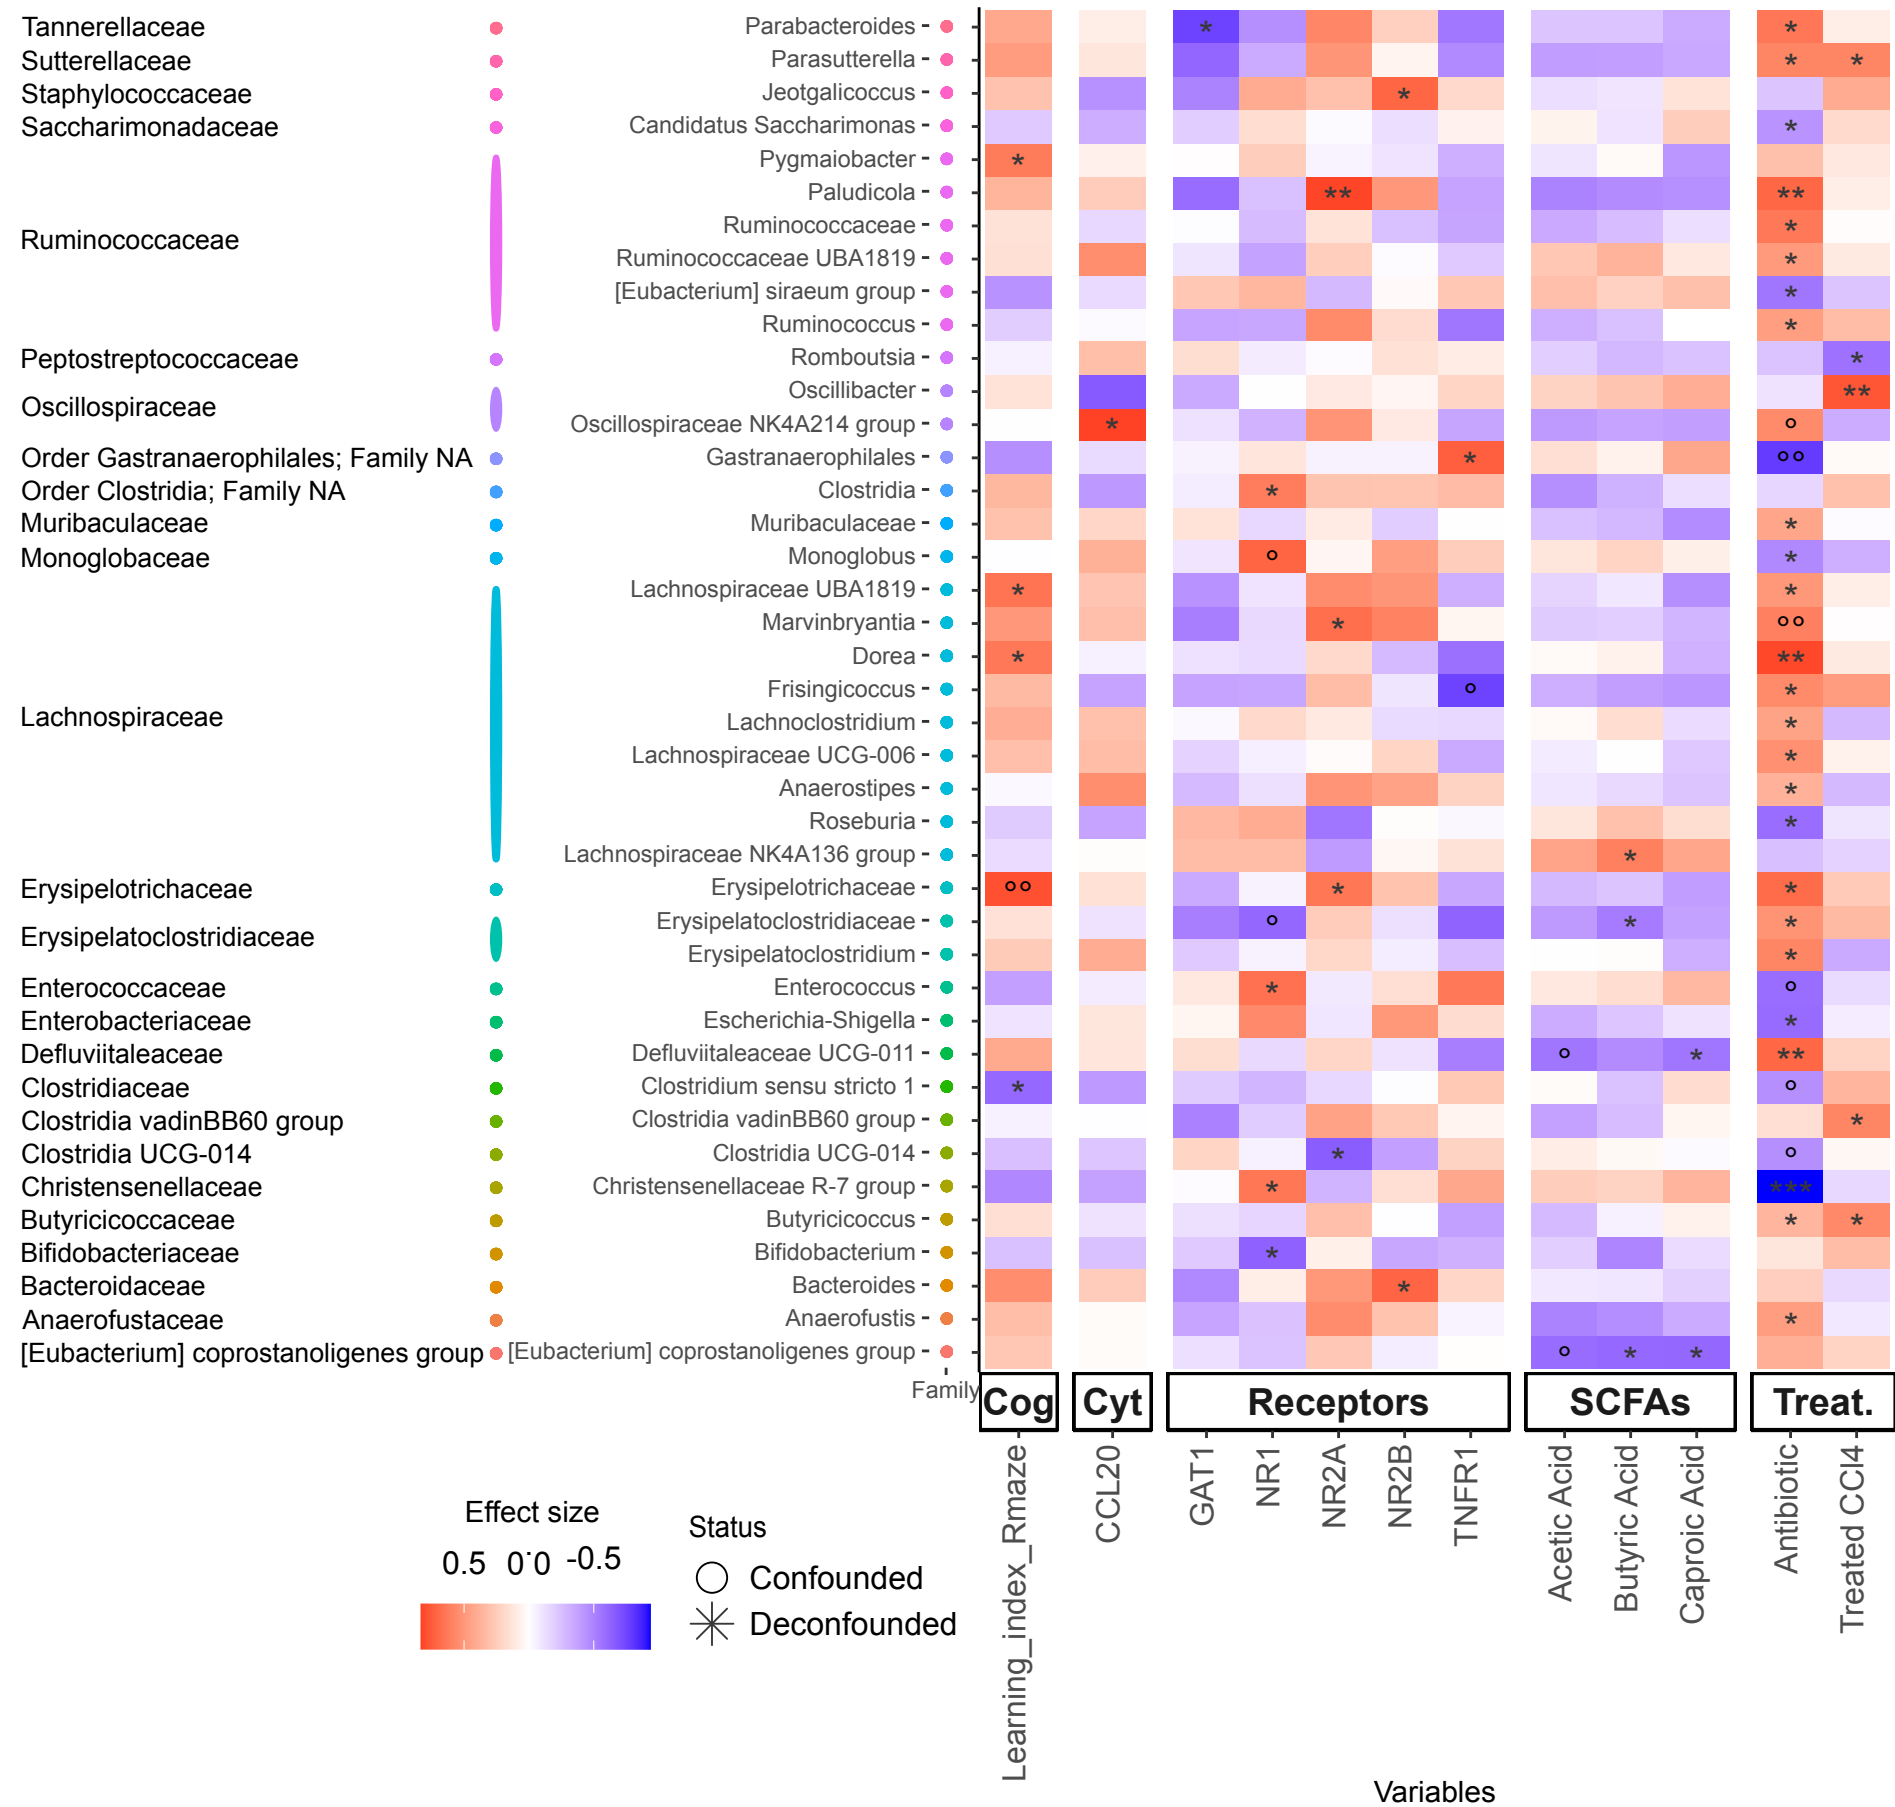 Tannerellaceae
Sutterellaceae
Staphylococcaceae
Saccharimonadaceae
Ruminococcaceae
Peptostreptococcaceae
Oscillospiraceae
Order Gastranaerophilales; Family NA
Order Clostridia; Family NA
Muribaculaceae
Monoglobaceae
Lachnospiraceae
Erysipelotrichaceae
Erysipelatoclostridiaceae
Enterococcaceae
Enterobacteriaceae
Defluviitaleaceae
Clostridiaceae
Clostridia vadinBB60 group
Clostridia UCG-014
Christensenellaceae
Butyricicoccaceae
Bifidobacteriaceae
Bacteroidaceae
Anaerofustaceae
[Eubacterium] coprostanoligenes group
Parabacteroides
Parasutterella
Jeotgalicoccus
Candidatus Saccharimonas
Pygmaiobacter
Paludicola
Ruminococcaceae
Ruminococcaceae UBA1819
[Eubacterium] siraeum group
Ruminococcus
Romboutsia
Oscillibacter
Oscillospiraceae NK4A214 group
Gastranaerophilales
Clostridia
Muribaculaceae
Monoglobus
Lachnospiraceae UBA1819
Marvinbryantia
Dorea
Frisingicoccus
Lachnoclostridium
Lachnospiraceae UCG-006
Anaerostipes
Roseburia
Lachnospiraceae NK4A136 group
Erysipelotrichaceae
Erysipelatoclostridiaceae
Erysipelatoclostridium
Enterococcus
Escherichia-Shigella
Defluviitaleaceae UCG-011
Clostridium sensu stricto 1
Clostridia vadinBB60 group
Clostridia UCG-014
Christensenellaceae R-7 group
Butyricicoccus
Bifidobacterium
Bacteroides
Anaerofustis
[Eubacterium] coprostanoligenes group
Family
Cog
Cyt
Receptors
SCFAs
Treat.
Learning_index_Rmaze
CCL20
GAT1
NR1
NR2A
NR2B
TNFR1
Acetic Acid
Butyric Acid
Caproic Acid
Antibiotic
Treated CCl4
Effect size
0.5 0.0 -0.5
Status
Confounded
Deconfounded
Variables